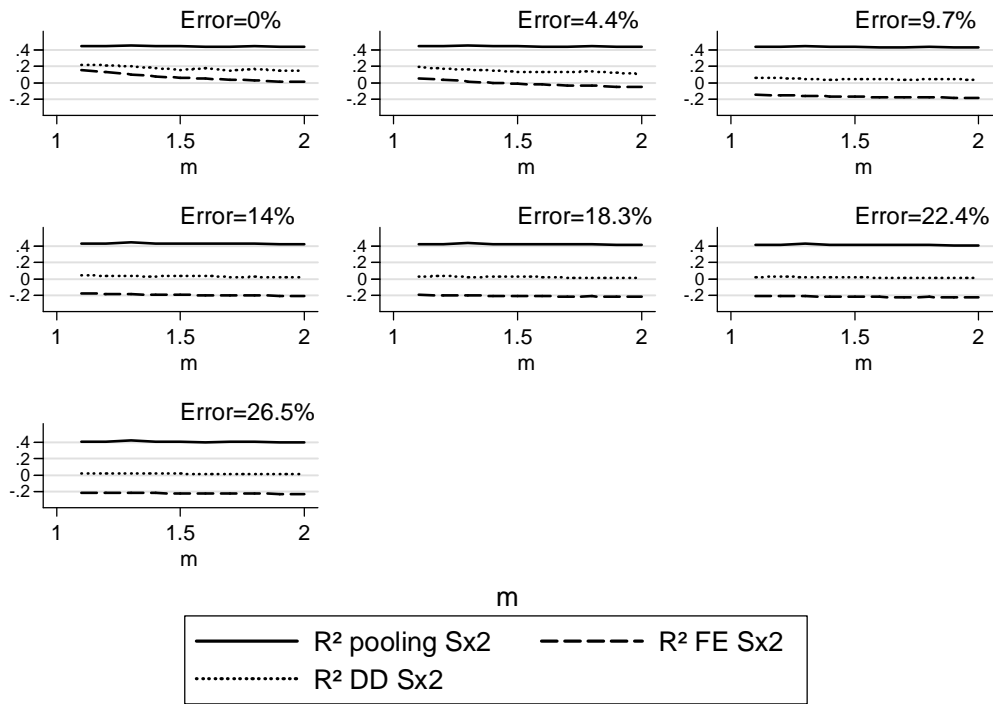 Error=0%
Error=4.4%
Error=9.7%
.4
.2
0
-.2
.4
.2
0
-.2
.4
.2
0
-.2
1
1.5
2
1
1.5
2
1
1.5
2
m
m
m
Error=14%
Error=18.3%
Error=22.4%
.4
.2
0
-.2
.4
.2
0
-.2
.4
.2
0
-.2
1
1.5
2
1
1.5
2
1
1.5
2
m
m
m
Error=26.5%
.4
.2
0
-.2
1
1.5
2
m
m
R² pooling Sx2
R² FE Sx2
R² DD Sx2